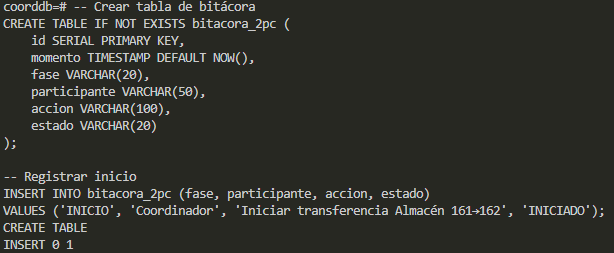 coorddb=# -- Crear tabla de bitácora
CREATE TABLE IF NOT EXISTS bitacora_2pc (
    id SERIAL PRIMARY KEY,
    momento TIMESTAMP DEFAULT NOW(),
    fase VARCHAR(20),
    participante VARCHAR(50),
    accion VARCHAR(100),
    estado VARCHAR(20)
);

-- Registrar inicio
INSERT INTO bitacora_2pc (fase, participante, accion, estado)
VALUES ('INICIO', 'Coordinador', 'Iniciar transferencia Almacén 161→162', 'INICIADO');
CREATE TABLE
INSERT 0 1